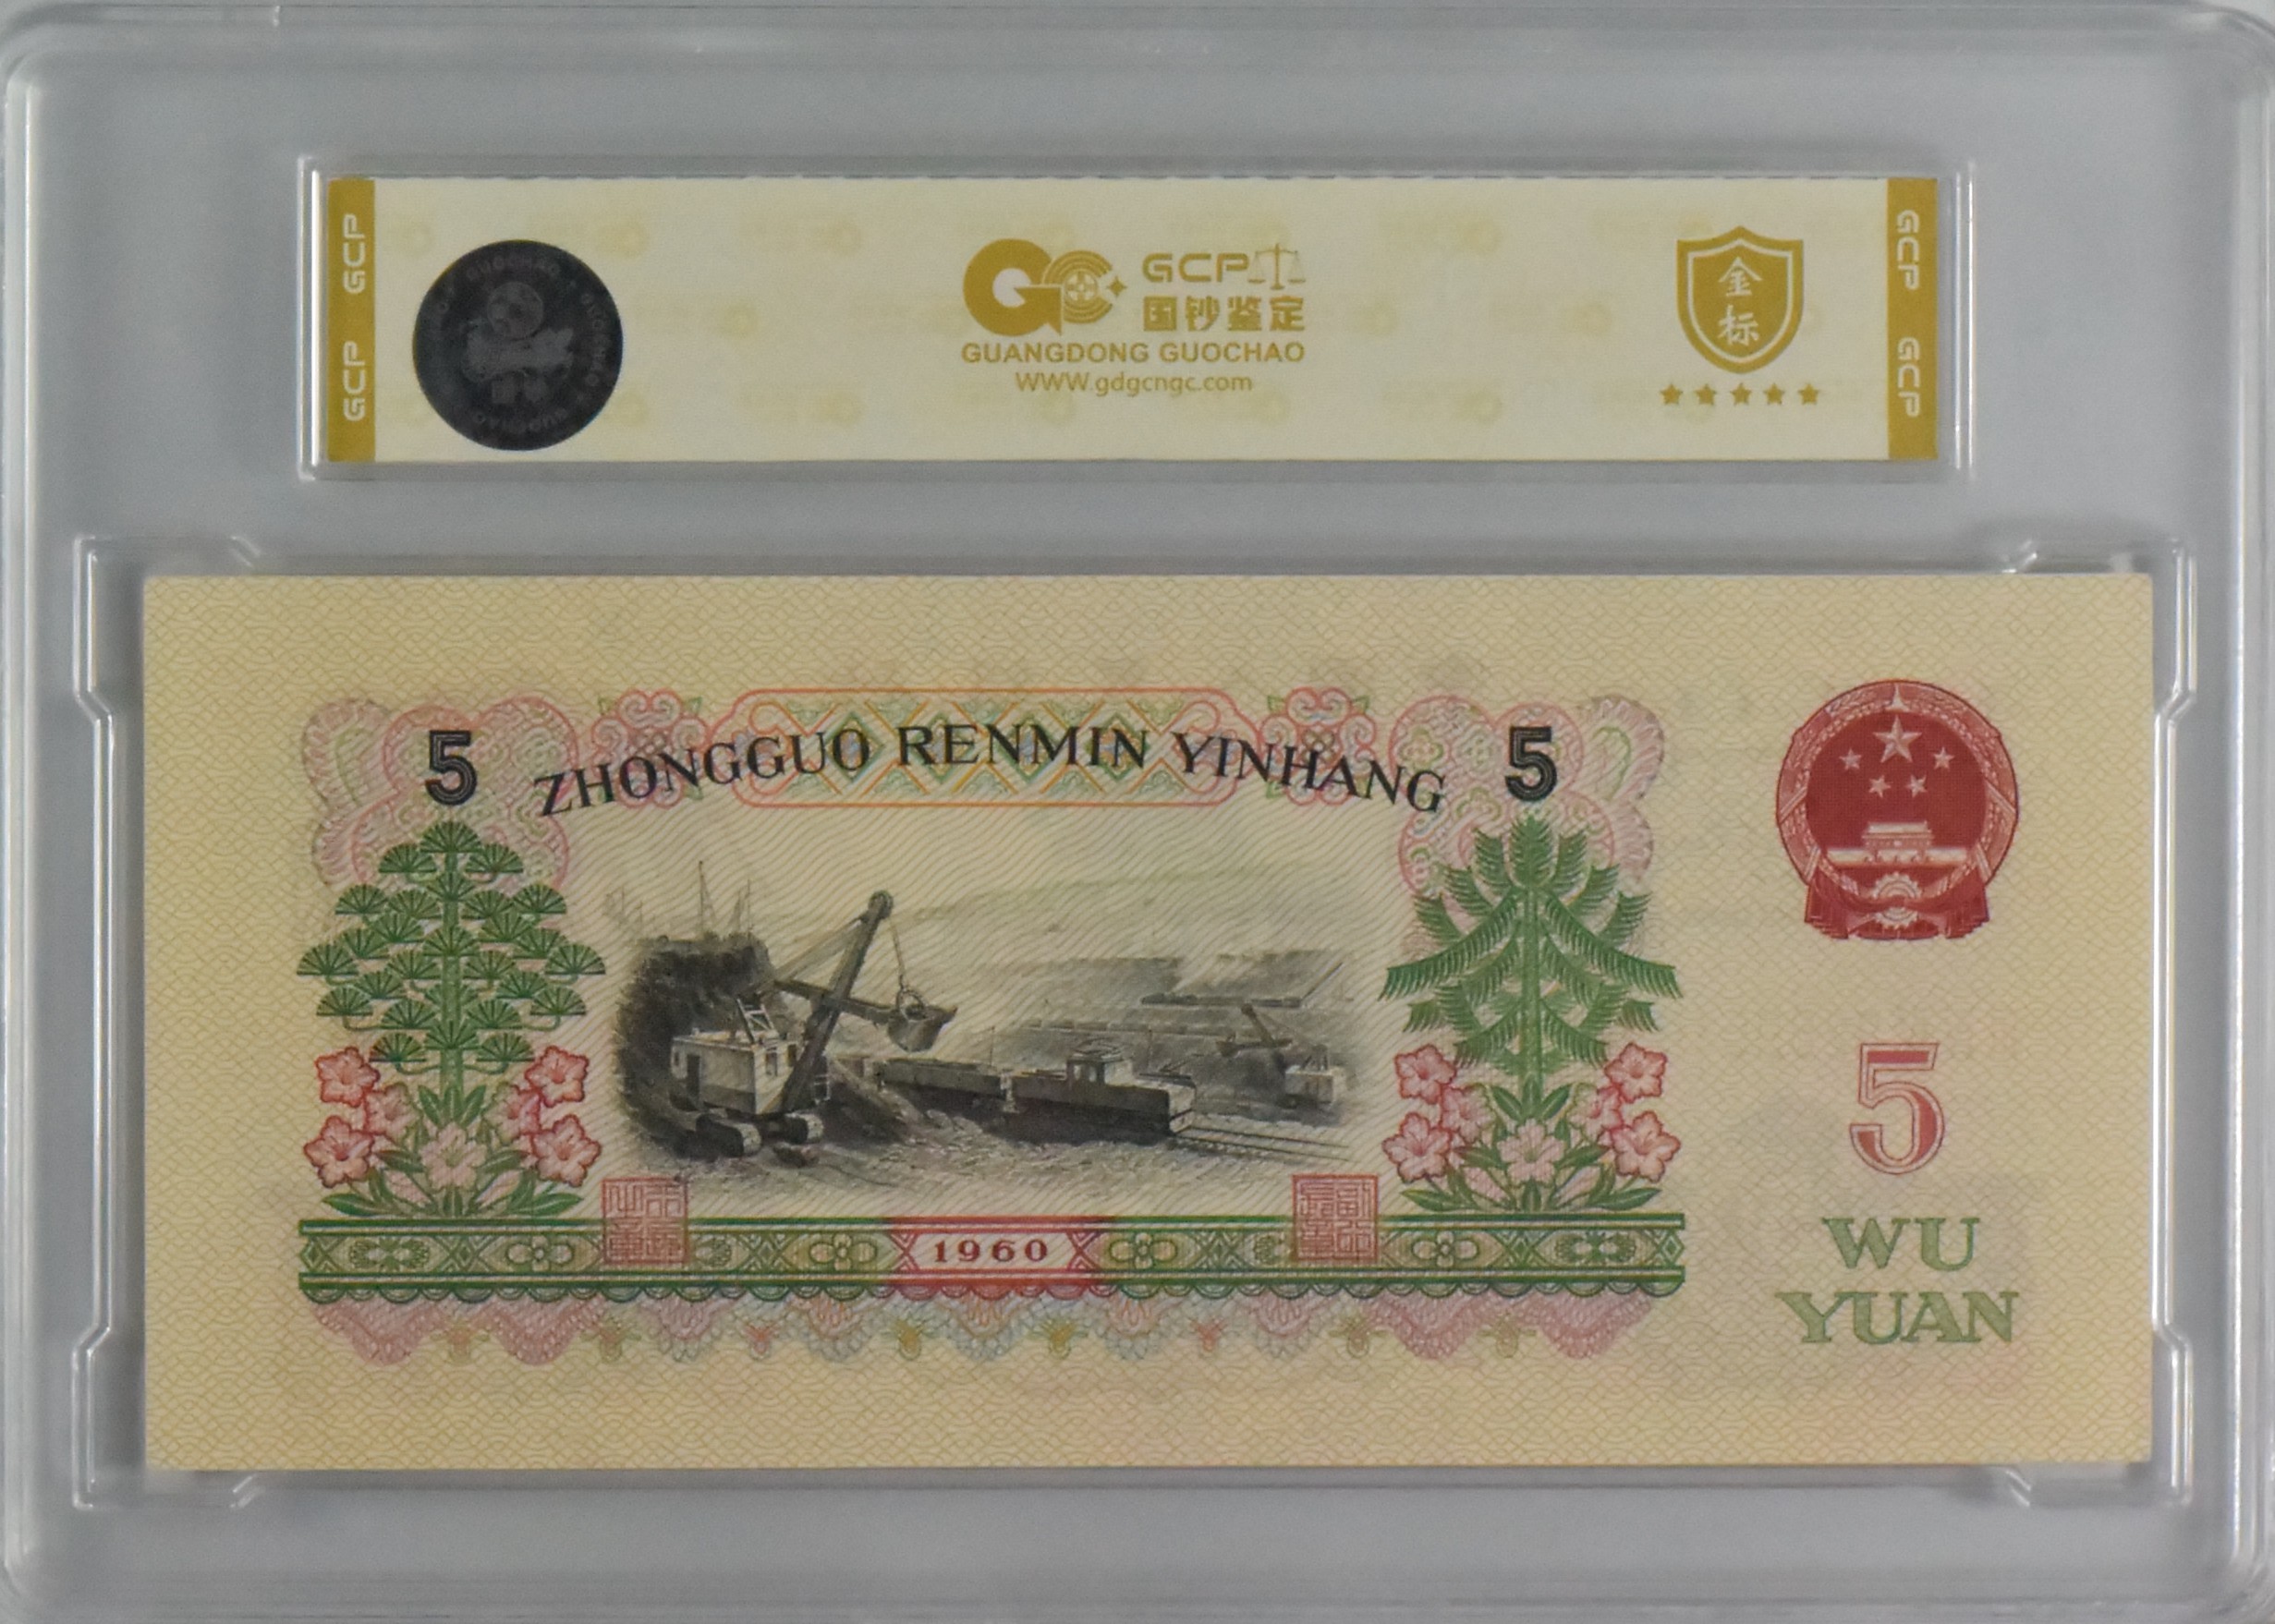 GCP GCP
GCP
国钞鉴定
GUANGDONG GUOCHAO
WWW.gdgcngc.com
金
标
GCP GCP
5 ZHONGGUO RENMIN YINHANG 5
1960
5
WU
YUAN